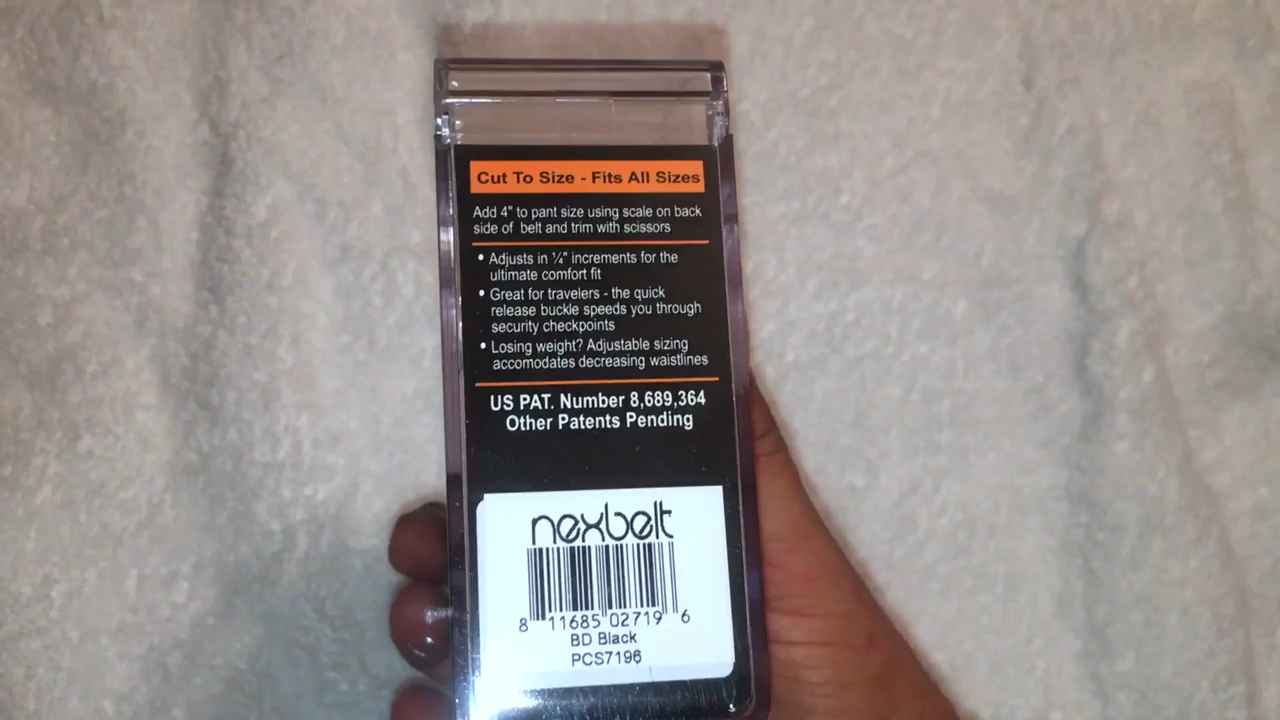 Cut To Size - Fits All Sizes
Add 4" to pant size using scale on back
side of belt and trim with scissors
• Adjusts in ¼" increments for the
ultimate comfort fit
• Great for travelers - the quick
release buckle speeds you through
security checkpoints
• Losing weight? Adjustable sizing
accomodates decreasing waistlines
US PAT. Number 8,689,364
Other Patents Pending
nexbelt
8 11685 02719 6
BD Black
PCS7196